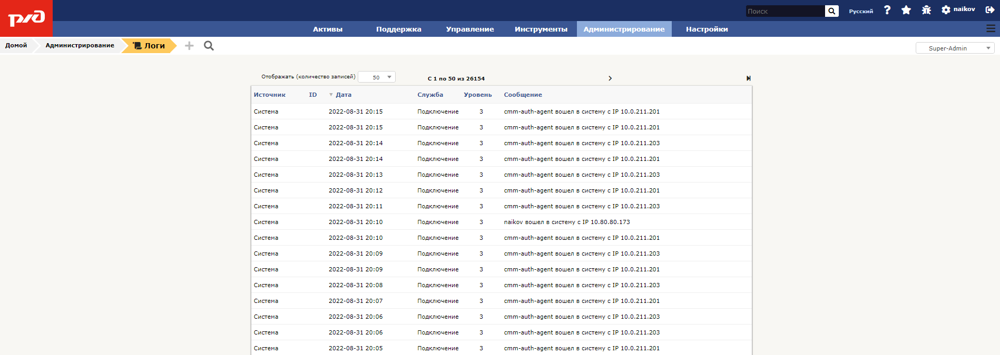 ржд
Поиск
Русский
naikov
Активы Поддержка Управление Инструменты Администрирование Настройки
Домой Администрирование Логи
Super-Admin
Отображать (количество записей) 50 С 1 по 50 из 26154
Источник ID Дата Служба Уровень Сообщение
Система 2022-08-31 20:15 Подключение 3 cmm-auth-agent вошел в систему с IP 10.0.211.201
Система 2022-08-31 20:15 Подключение 3 cmm-auth-agent вошел в систему с IP 10.0.211.201
Система 2022-08-31 20:14 Подключение 3 cmm-auth-agent вошел в систему с IP 10.0.211.203
Система 2022-08-31 20:14 Подключение 3 cmm-auth-agent вошел в систему с IP 10.0.211.201
Система 2022-08-31 20:13 Подключение 3 cmm-auth-agent вошел в систему с IP 10.0.211.203
Система 2022-08-31 20:12 Подключение 3 cmm-auth-agent вошел в систему с IP 10.0.211.201
Система 2022-08-31 20:11 Подключение 3 cmm-auth-agent вошел в систему с IP 10.0.211.203
Система 2022-08-31 20:10 Подключение 3 naikov вошел в систему с IP 10.80.80.173
Система 2022-08-31 20:10 Подключение 3 cmm-auth-agent вошел в систему с IP 10.0.211.201
Система 2022-08-31 20:09 Подключение 3 cmm-auth-agent вошел в систему с IP 10.0.211.203
Система 2022-08-31 20:09 Подключение 3 cmm-auth-agent вошел в систему с IP 10.0.211.201
Система 2022-08-31 20:08 Подключение 3 cmm-auth-agent вошел в систему с IP 10.0.211.203
Система 2022-08-31 20:07 Подключение 3 cmm-auth-agent вошел в систему с IP 10.0.211.201
Система 2022-08-31 20:06 Подключение 3 cmm-auth-agent вошел в систему с IP 10.0.211.203
Система 2022-08-31 20:06 Подключение 3 cmm-auth-agent вошел в систему с IP 10.0.211.203
Система 2022-08-31 20:05 Подключение 3 cmm-auth-agent вошел в систему с IP 10.0.211.201